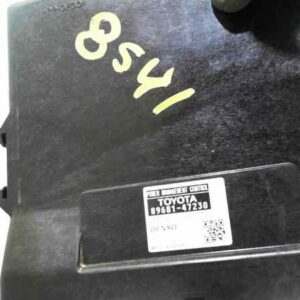 8541
POWER MANAGEMENT CONTROL
TOYOTA
89681-47230
DENSO